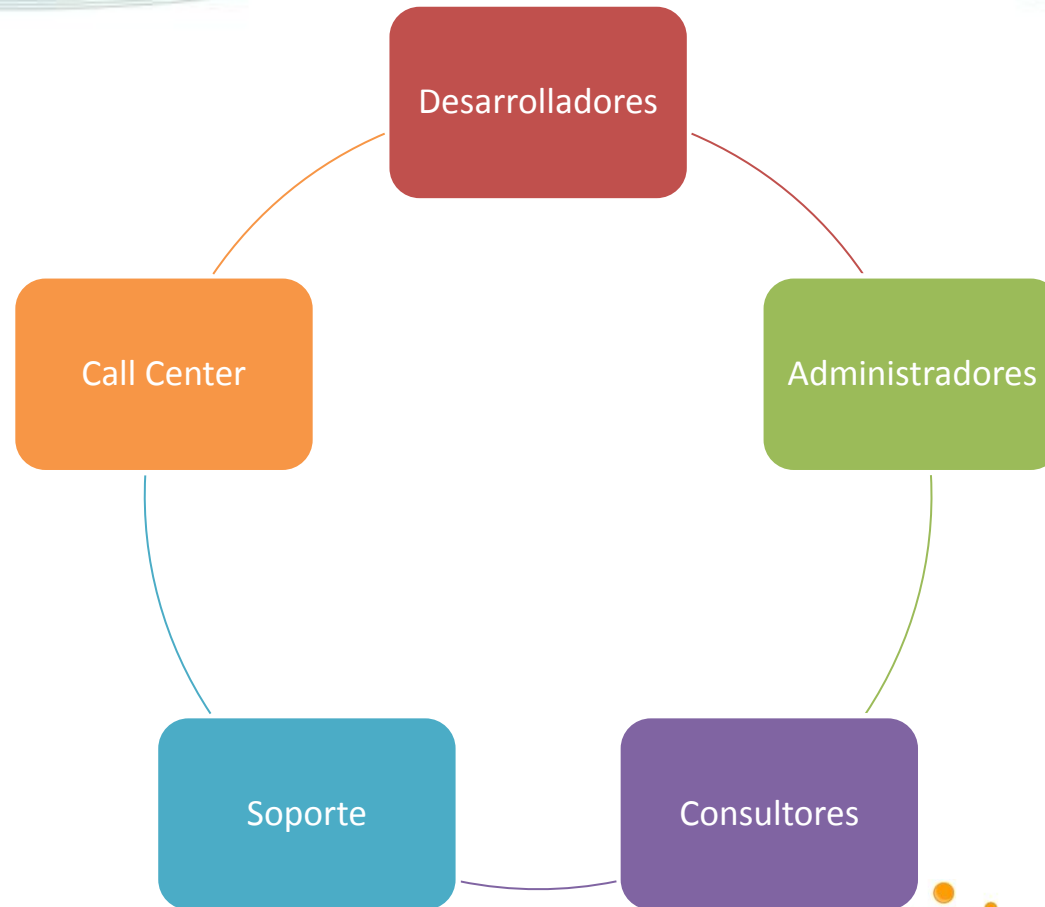 Desarrolladores
Call Center
Administradores
Soporte
Consultores